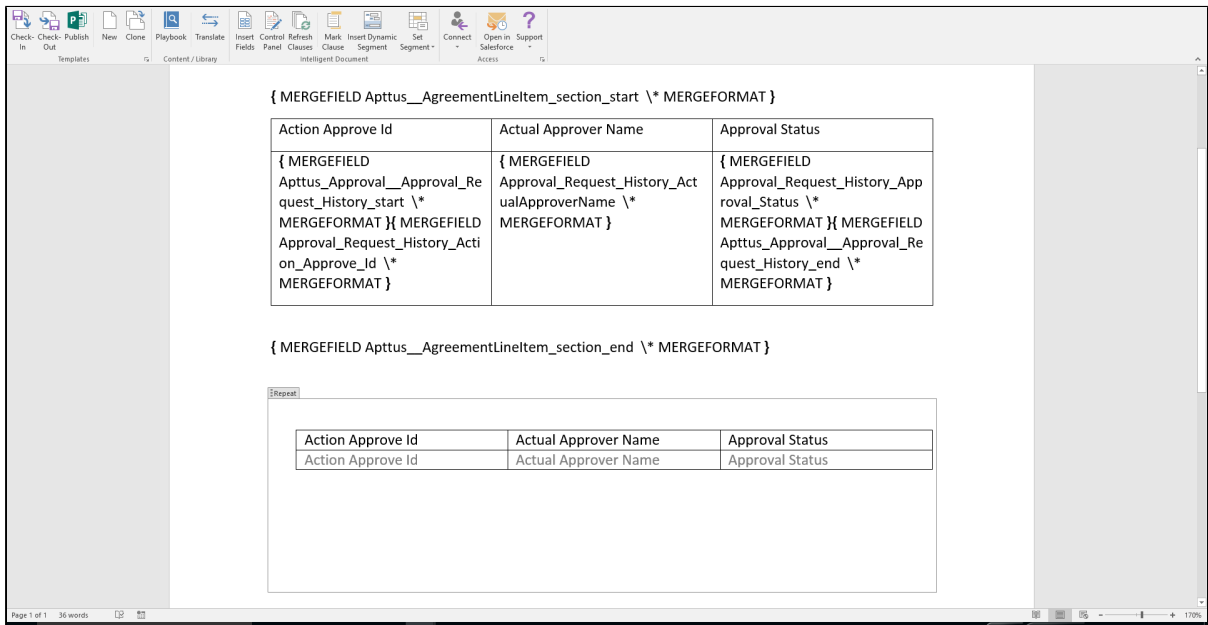 Check- Check- Publish New Clone Playbook Translate Insert Control Refresh Mark Insert Dynamic Set Connect Open in Support
In Out Fields Panel Clauses Clause Segment Segment Salesforce
Templates Content / Library Intelligent Document Access
{ MERGEFIELD Apttus__AgreementLineItem_section_start \* MERGEFORMAT }
Action Approve Id Actual Approver Name Approval Status
{ MERGEFIELD { MERGEFIELD { MERGEFIELD
Apttus_Approval__Approval_Re Approval_Request_History_Act Approval_Request_History_App
quest_History_start \* ualApproverName \* roval_Status \*
MERGEFORMAT }{ MERGEFIELD MERGEFORMAT } MERGEFORMAT }{ MERGEFIELD
Approval_Request_History_Acti Apttus_Approval__Approval_Re
on_Approve_Id \* quest_History_end \*
MERGEFORMAT } MERGEFORMAT }
{ MERGEFIELD Apttus__AgreementLineItem_section_end \* MERGEFORMAT }
Repeat
Action Approve Id Actual Approver Name Approval Status
Action Approve Id Actual Approver Name Approval Status
Page 1 of 1 36 words 170%